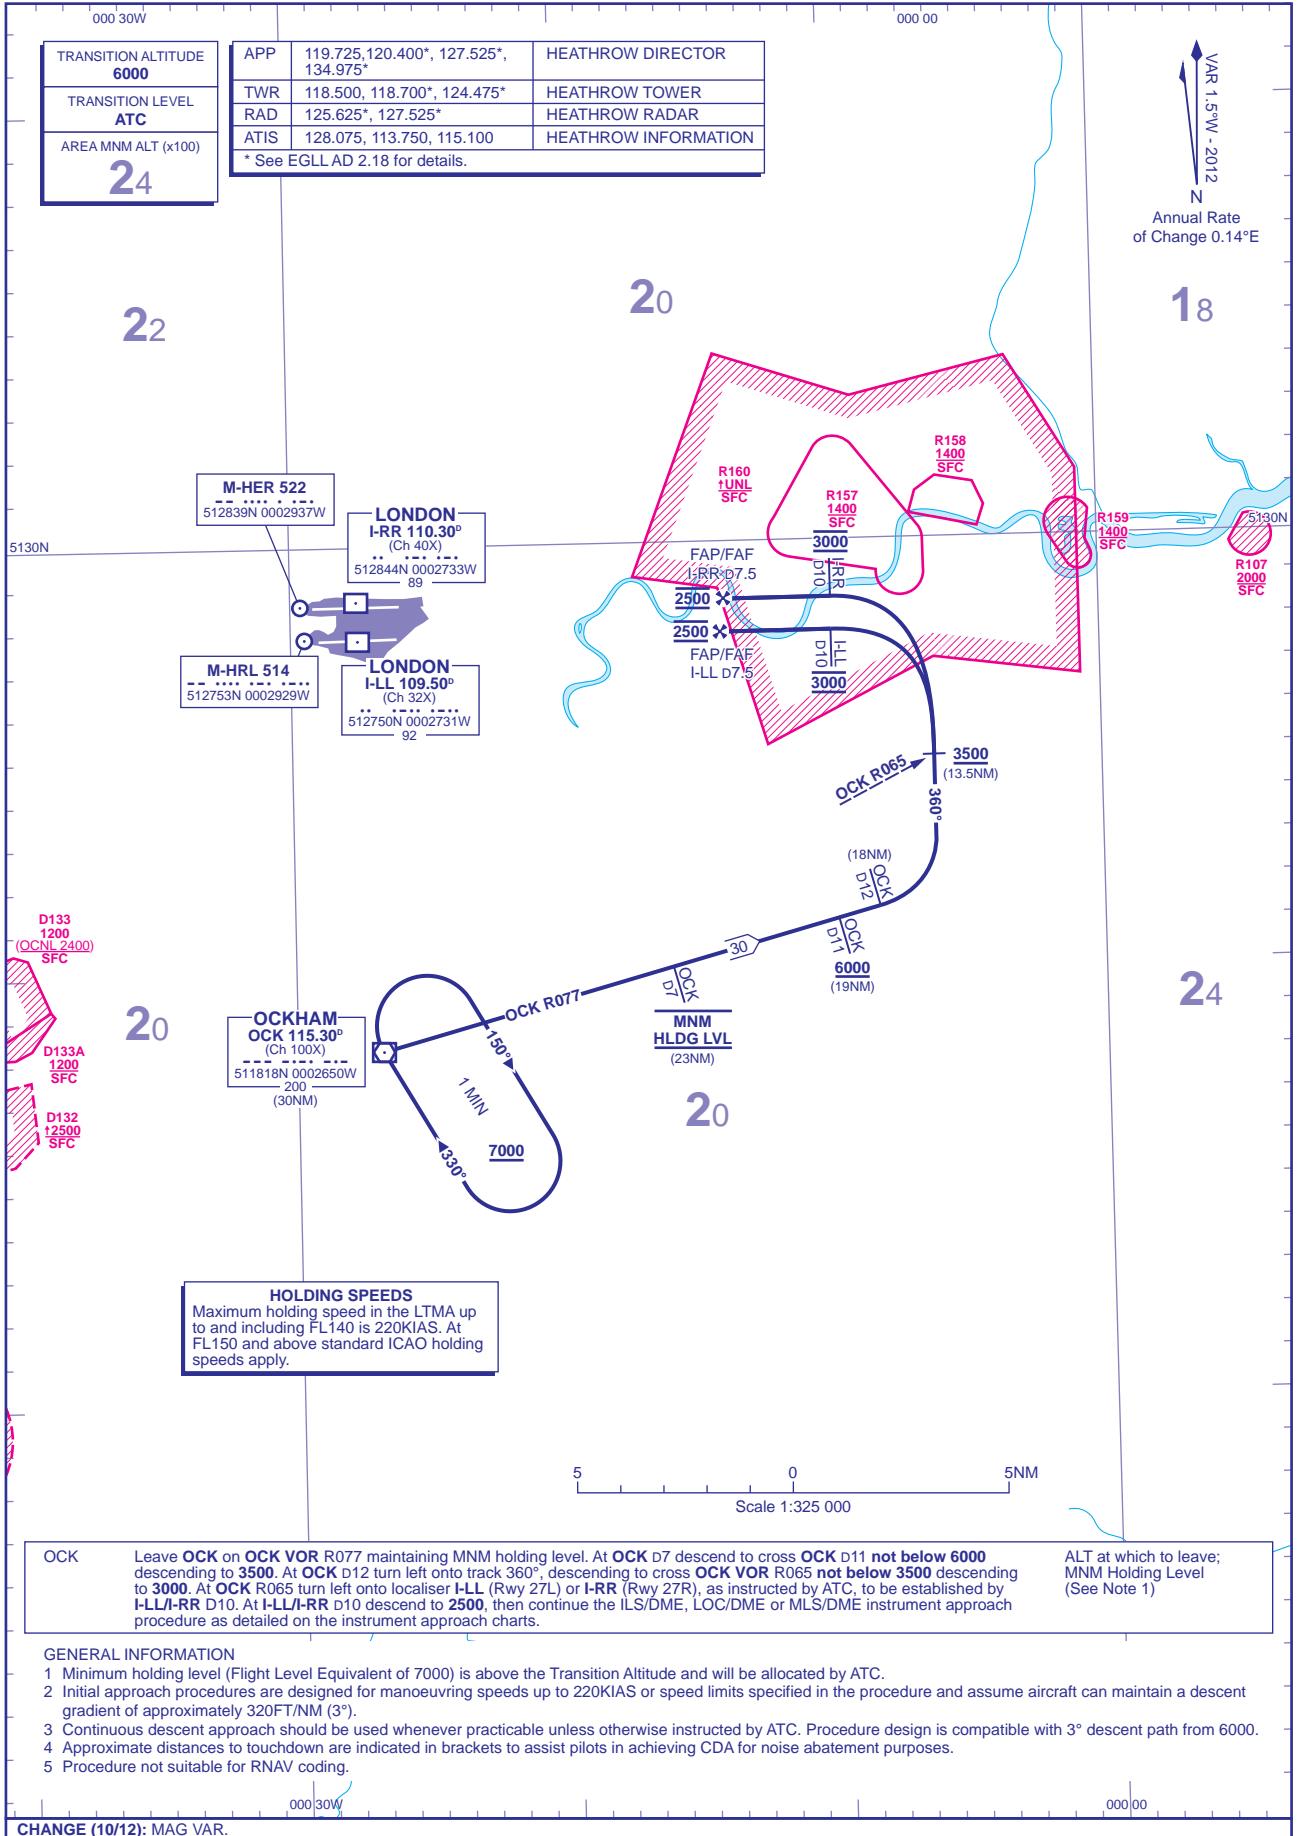 000 30W
000 00
TRANSITION ALTITUDE
6000
TRANSITION LEVEL
ATC
AREA MNM ALT (x100)
24
APP 119.725,120.400*, 127.525*, HEATHROW DIRECTOR
134.975*
TWR 118.500, 118.700*, 124.475* HEATHROW TOWER
RAD 125.625*, 127.525* HEATHROW RADAR
ATIS 128.075, 113.750, 115.100 HEATHROW INFORMATION
* See EGLL AD 2.18 for details.
VAR 1.5°W - 2012
N
Annual Rate
of Change 0.14°E
22
20
18
R160
↑UNL
SFC
R157
1400
SFC
R158
1400
SFC
R159
1400
SFC
R107
2000
SFC
5130N
5130N
M-HER 522
-- ···· · ·-·
512839N 0002937W
LONDON
I-RR 110.30D
(Ch 40X)
·· ·-· ·-·
512844N 0002733W
89
M-HRL 514
-- ···· ·-· ·-··
512753N 0002929W
LONDON
I-LL 109.50D
(Ch 32X)
·· ·-·· ·-··
512750N 0002731W
92
FAP/FAF
I-RR D7.5
2500
3000
I-RR
D10
2500
FAP/FAF
I-LL D7.5
I-LL
D10
3000
OCK R065
3500
(13.5NM)
360°
(18NM)
OCK
D12
OCK
D11
6000
(19NM)
30
OCK
D7
MNM
HLDG LVL
(23NM)
OCK R077
OCKHAM
OCK 115.30D
(Ch 100X)
--- -·-· -·-
511818N 0002650W
200
(30NM)
150°
1 MIN
7000
330°
D133
1200
(OCNL 2400)
SFC
D133A
1200
SFC
D132
↑2500
SFC
20
20
24
HOLDING SPEEDS
Maximum holding speed in the LTMA up
to and including FL140 is 220KIAS. At
FL150 and above standard ICAO holding
speeds apply.
5 0 5NM
Scale 1:325 000
OCK
Leave OCK on OCK VOR R077 maintaining MNM holding level. At OCK D7 descend to cross OCK D11 not below 6000
descending to 3500. At OCK D12 turn left onto track 360°, descending to cross OCK VOR R065 not below 3500 descending
to 3000. At OCK R065 turn left onto localiser I-LL (Rwy 27L) or I-RR (Rwy 27R), as instructed by ATC, to be established by
I-LL/I-RR D10. At I-LL/I-RR D10 descend to 2500, then continue the ILS/DME, LOC/DME or MLS/DME instrument approach
procedure as detailed on the instrument approach charts.
ALT at which to leave;
MNM Holding Level
(See Note 1)
GENERAL INFORMATION
1 Minimum holding level (Flight Level Equivalent of 7000) is above the Transition Altitude and will be allocated by ATC.
2 Initial approach procedures are designed for manoeuvring speeds up to 220KIAS or speed limits specified in the procedure and assume aircraft can maintain a descent
gradient of approximately 320FT/NM (3°).
3 Continuous descent approach should be used whenever practicable unless otherwise instructed by ATC. Procedure design is compatible with 3° descent path from 6000.
4 Approximate distances to touchdown are indicated in brackets to assist pilots in achieving CDA for noise abatement purposes.
5 Procedure not suitable for RNAV coding.
000 30W
000 00
CHANGE (10/12): MAG VAR.